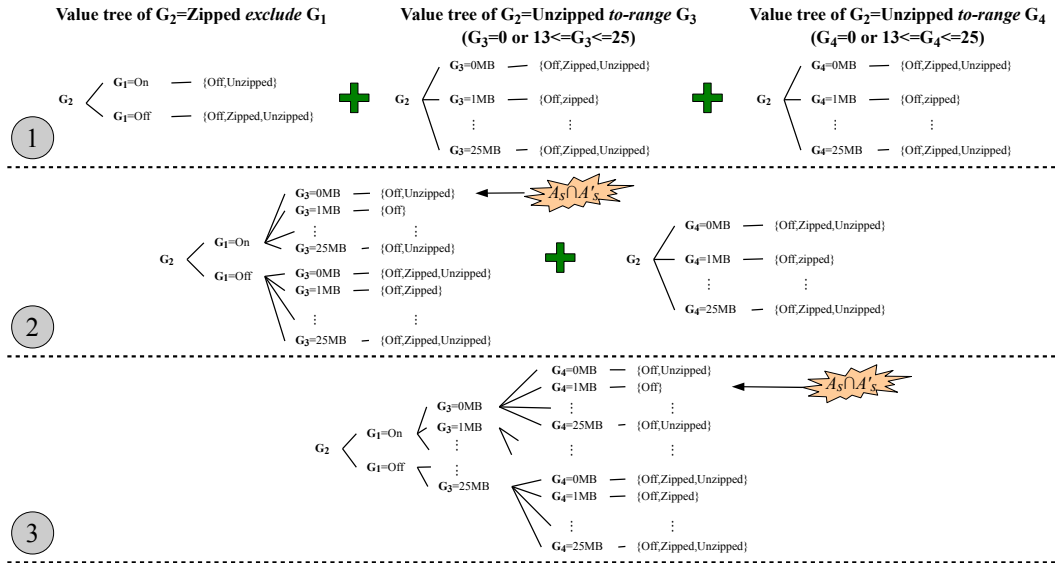 Value tree of G2=Zipped exclude G1
Value tree of G2=Unzipped to-range G3
(G3=0 or 13<=G3<=25)
Value tree of G2=Unzipped to-range G4
(G4=0 or 13<=G4<=25)
G2
G1=On {Off,Unzipped}
G1=Off {Off,Zipped,Unzipped}
G2
G3=0MB {Off,Zipped,Unzipped}
G3=1MB {Off,zipped}
⋮ ⋮
G3=25MB {Off,Zipped,Unzipped}
G2
G4=0MB {Off,Zipped,Unzipped}
G4=1MB {Off,zipped}
⋮ ⋮
G4=25MB {Off,Zipped,Unzipped}
1
G2
G1=On
G3=0MB {Off,Unzipped}
G3=1MB {Off}
⋮ ⋮
G3=25MB {Off,Unzipped}
G1=Off
G3=0MB {Off,Zipped,Unzipped}
G3=1MB {Off,Zipped}
⋮ ⋮
G3=25MB {Off,Zipped,Unzipped}
As∩A's
G2
G4=0MB {Off,Zipped,Unzipped}
G4=1MB {Off,zipped}
⋮ ⋮
G4=25MB {Off,Zipped,Unzipped}
2
G2
G1=On
G1=Off
G3=0MB
G3=1MB
⋮
⋮
G3=25MB
G4=0MB {Off,Unzipped}
G4=1MB {Off}
⋮ ⋮
G4=25MB {Off,Unzipped}
⋮ ⋮
G4=0MB {Off,Zipped,Unzipped}
G4=1MB {Off,Zipped}
⋮ ⋮
G4=25MB {Off,Zipped,Unzipped}
As∩A's
3